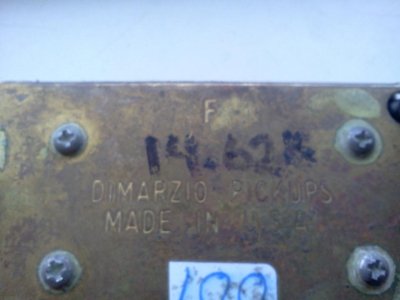 F
14.62K
DIMARZIO PICKUPS
MADE IN U.S.A.